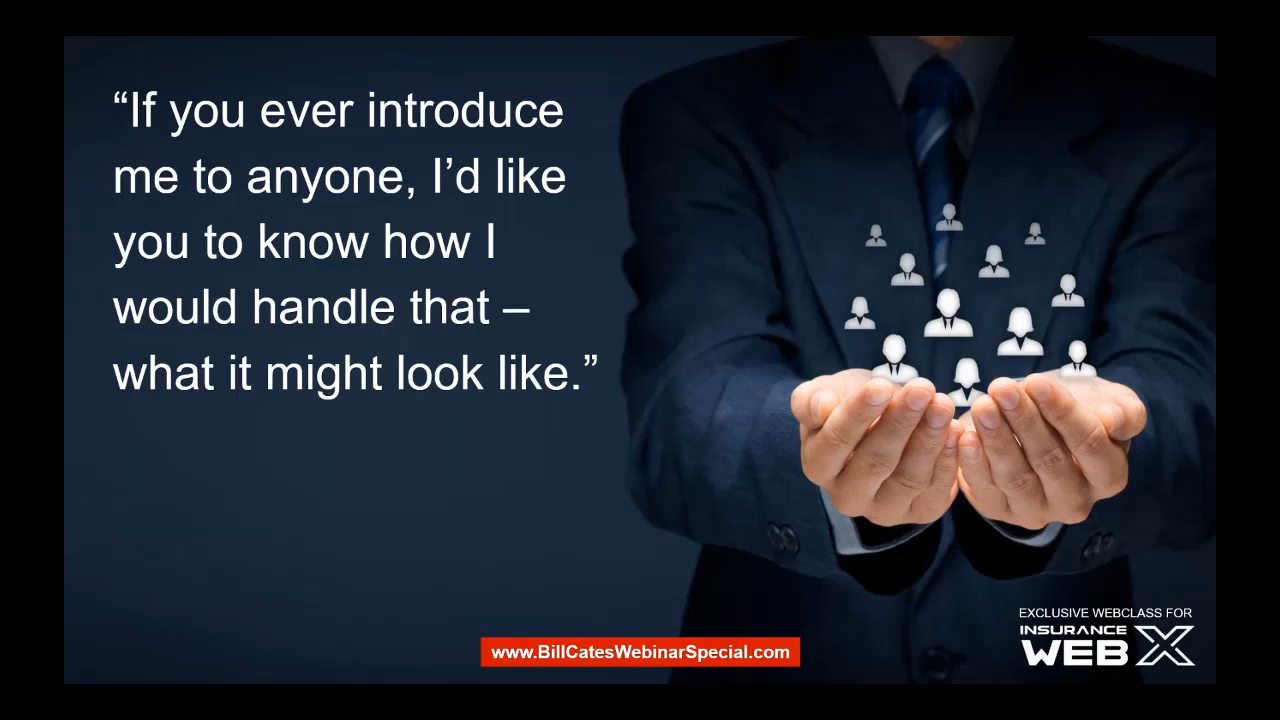 “If you ever introduce
me to anyone, I’d like
you to know how I
would handle that –
what it might look like.”
www.BillCatesWebinarSpecial.com
EXCLUSIVE WEBCLASS FOR
INSURANCE
WEB X